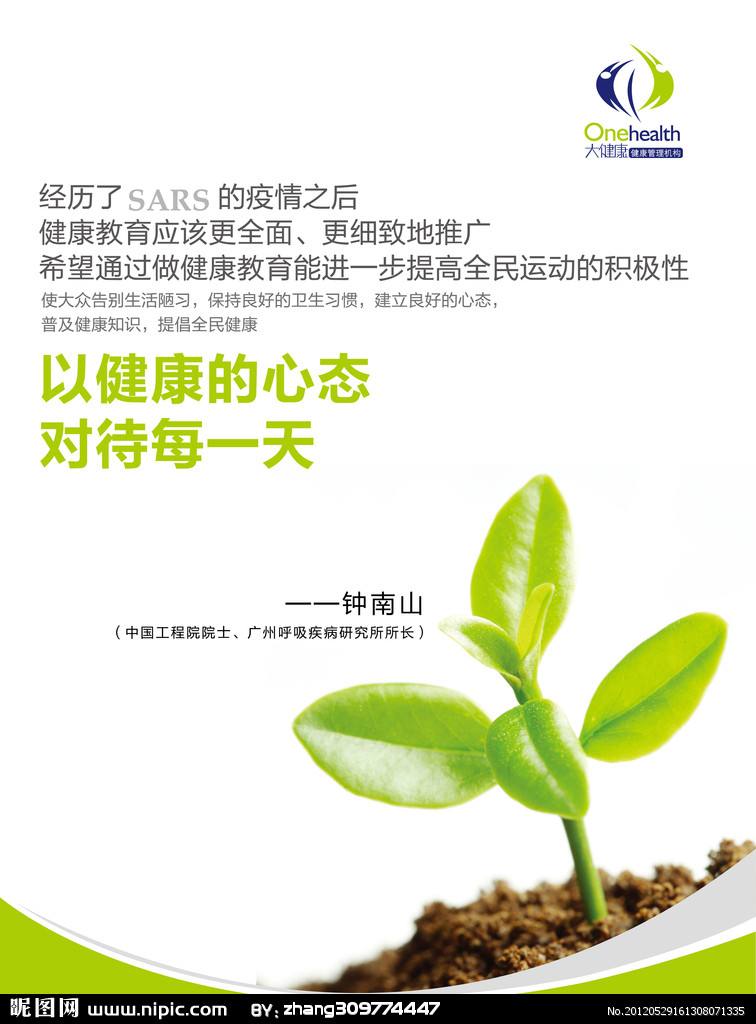 Onehealth
大健康 健康管理机构
经历了 SARS 的疫情之后
健康教育应该更全面、更细致地推广
希望通过做健康教育能进一步提高全民运动的积极性
使大众告别生活陋习，保持良好的卫生习惯，建立良好的心态，
普及健康知识，提倡全民健康
以健康的心态
对待每一天
——钟南山
（中国工程院院士、广州呼吸疾病研究所所长）
昵图网 www.nipic.com BY: zhang309774447 No.20120529161308071335